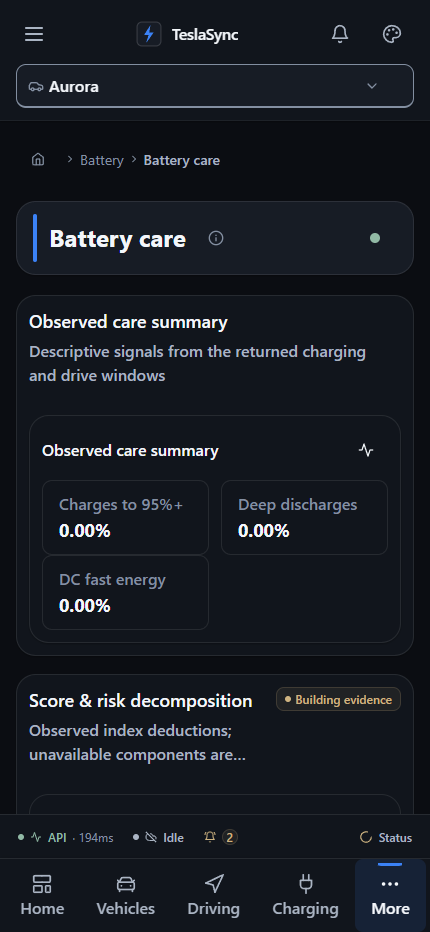 TeslaSync
Aurora
Battery
Battery care
Battery care
Observed care summary
Descriptive signals from the returned charging
and drive windows
Observed care summary
Charges to 95%+
0.00%
Deep discharges
0.00%
DC fast energy
0.00%
Score & risk decomposition
Building evidence
Observed index deductions;
unavailable components are...
API · 194ms
Idle
2
Status
Home
Vehicles
Driving
Charging
More